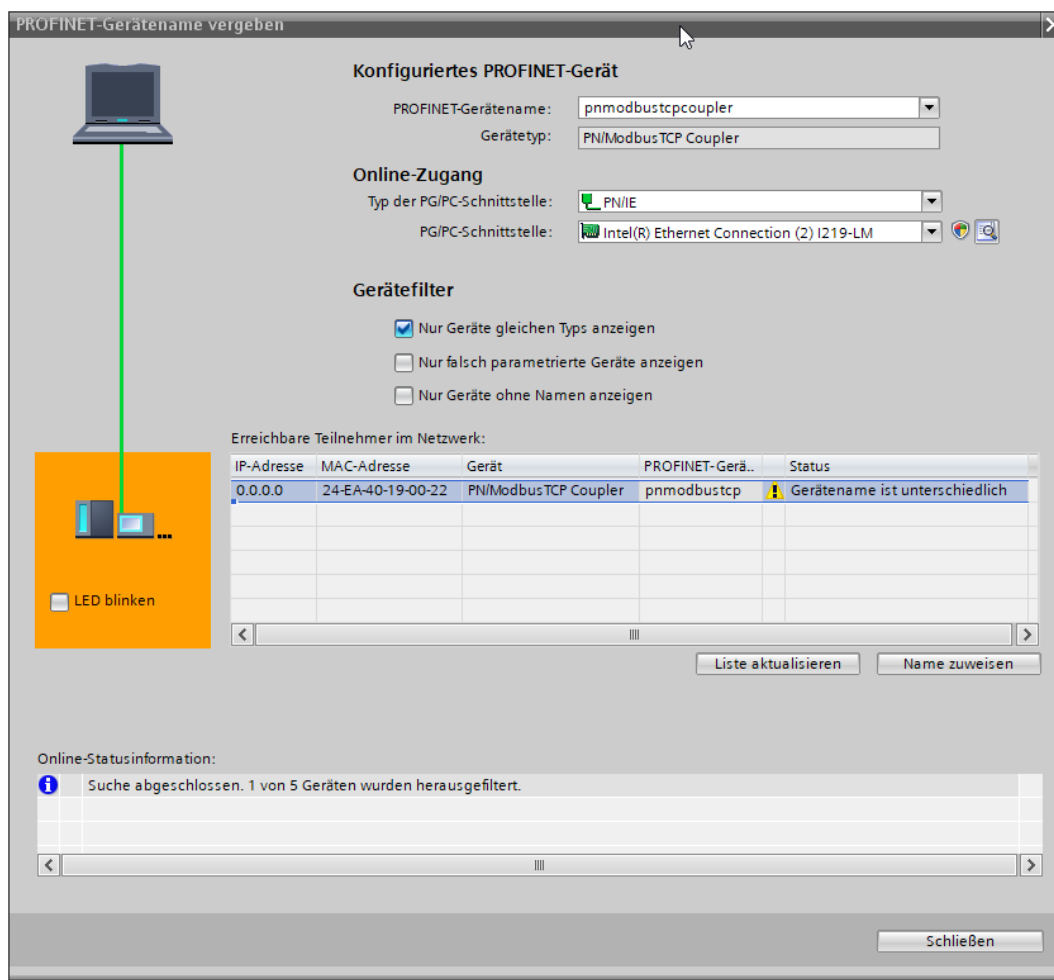 PROFINET-Gerätename vergeben
Konfiguriertes PROFINET-Gerät
PROFINET-Gerätename: pnmodbustcpcoupler
Gerätetyp: PN/ModbusTCP Coupler
Online-Zugang
Typ der PG/PC-Schnittstelle: PN/IE
PG/PC-Schnittstelle: Intel(R) Ethernet Connection (2) I219-LM
Gerätefilter
Nur Geräte gleichen Typs anzeigen
Nur falsch parametrierte Geräte anzeigen
Nur Geräte ohne Namen anzeigen
Erreichbare Teilnehmer im Netzwerk:
IP-Adresse MAC-Adresse Gerät PROFINET-Gerä.. Status
0.0.0.0 24-EA-40-19-00-22 PN/ModbusTCP Coupler pnmodbustcp Gerätename ist unterschiedlich
LED blinken
Liste aktualisieren Name zuweisen
Online-Statusinformation:
Suche abgeschlossen. 1 von 5 Geräten wurden herausgefiltert.
Schließen